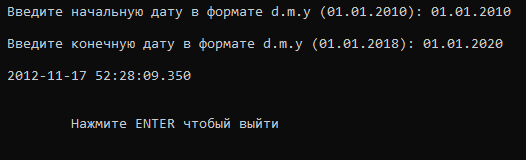 Введите начальную дату в формате d.m.y (01.01.2010): 01.01.2010
Введите конечную дату в формате d.m.y (01.01.2018): 01.01.2020
2012-11-17 52:28:09.350
Нажмите ENTER чтобый выйти